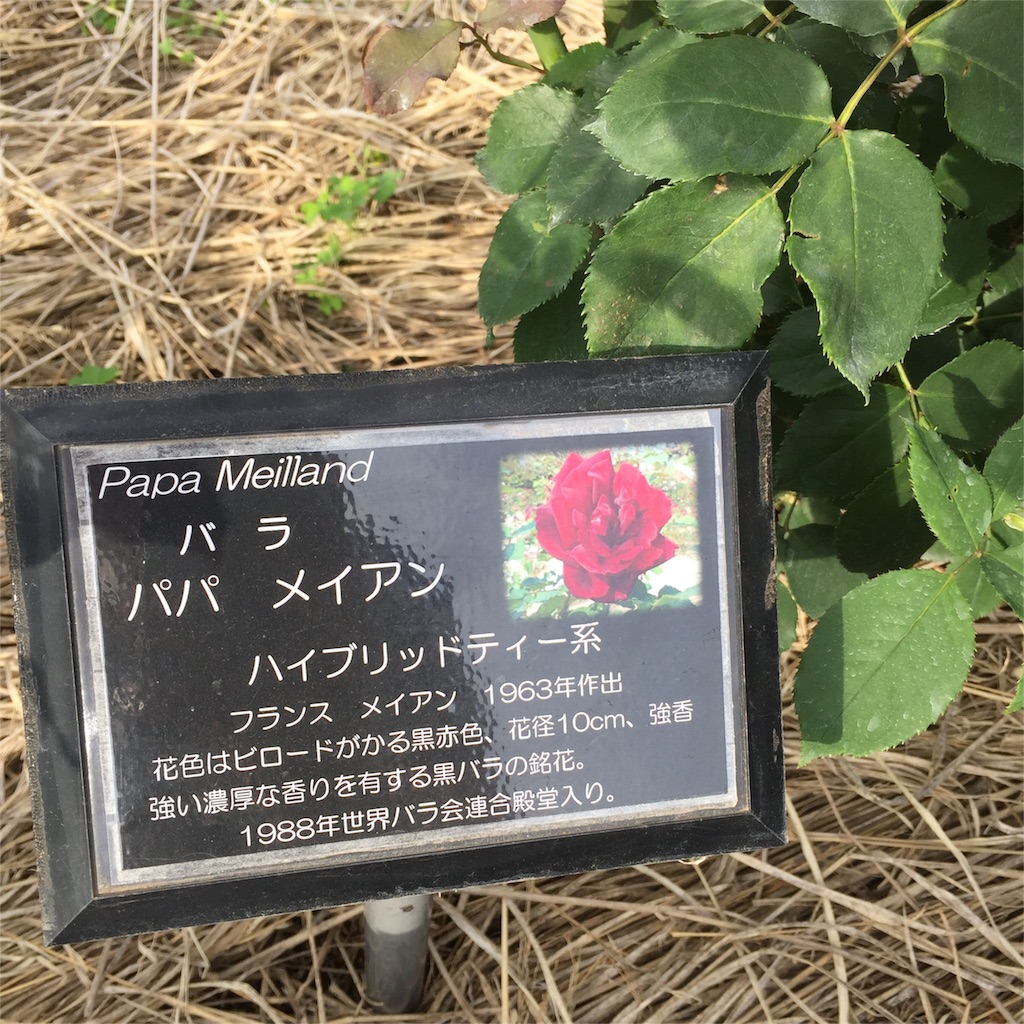 Papa Meilland
バ ラ
パパ メイアン
ハイブリッドティー系
フランス メイアン 1963年作出
花色はビロードがかる黒赤色、花径10cm、強香
強い濃厚な香りを有する黒バラの銘花。
1988年世界バラ会連合殿堂入り。